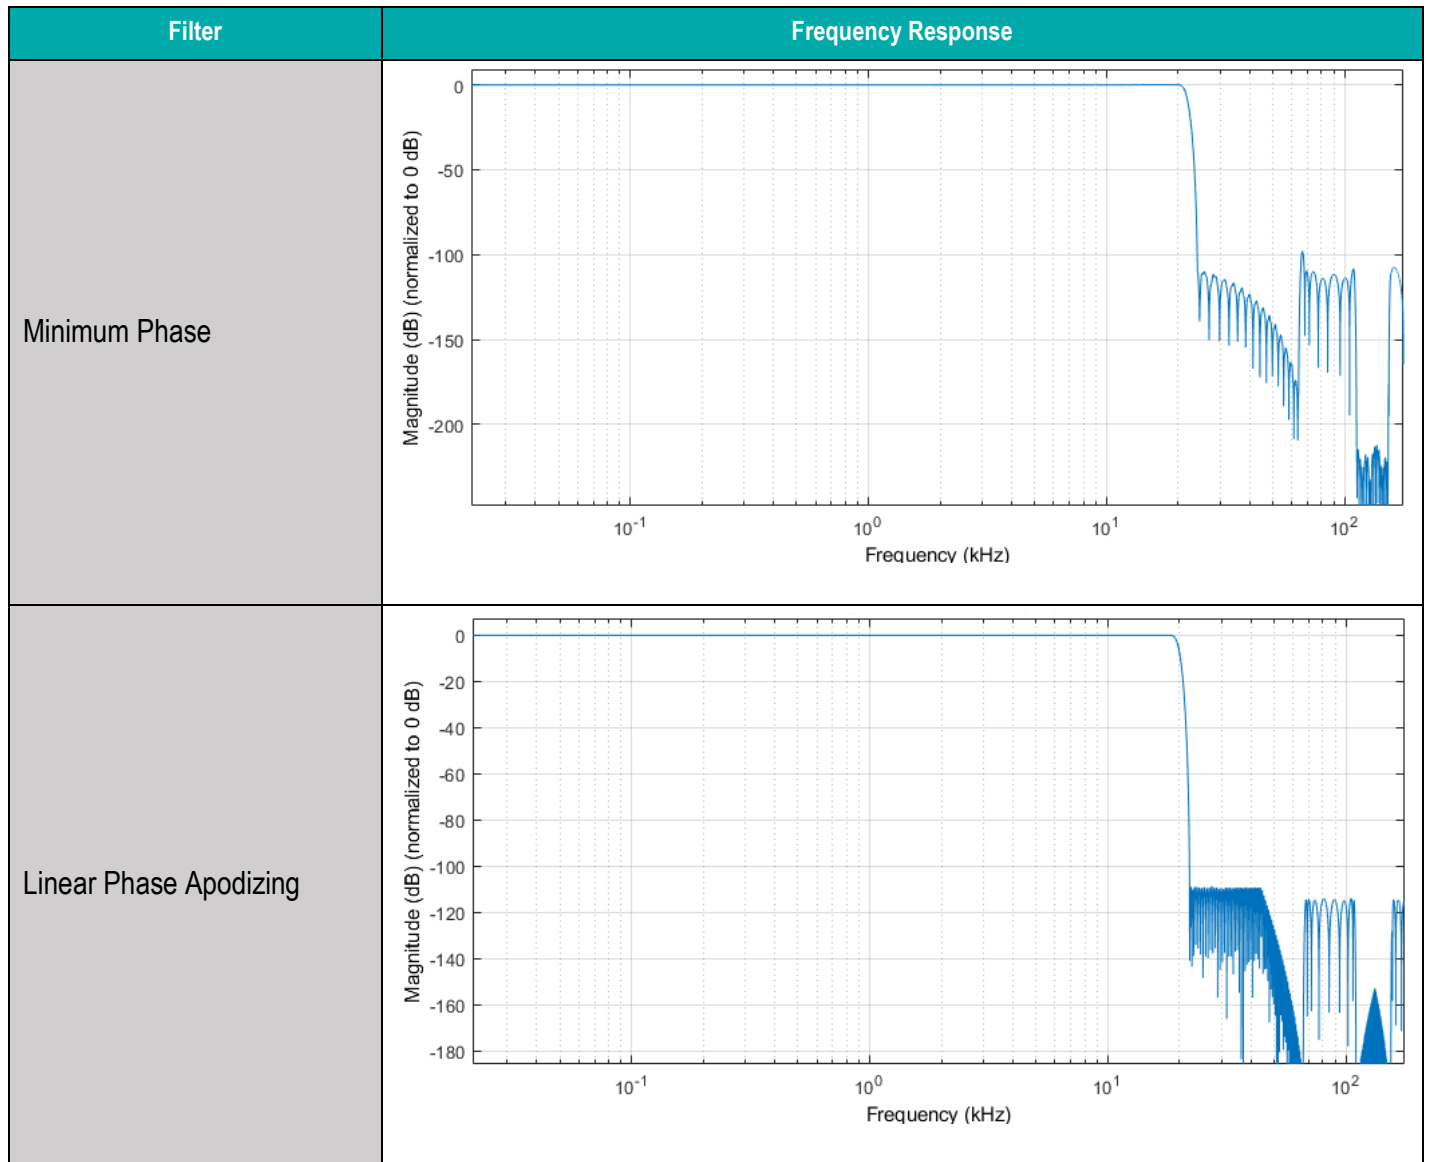 Filter
Frequency Response
Minimum Phase
Magnitude (dB) (normalized to 0 dB)
0
-50
-100
-150
-200
10-1
100
101
102
Frequency (kHz)
Linear Phase Apodizing
Magnitude (dB) (normalized to 0 dB)
0
-20
-40
-60
-80
-100
-120
-140
-160
-180
10-1
100
101
102
Frequency (kHz)